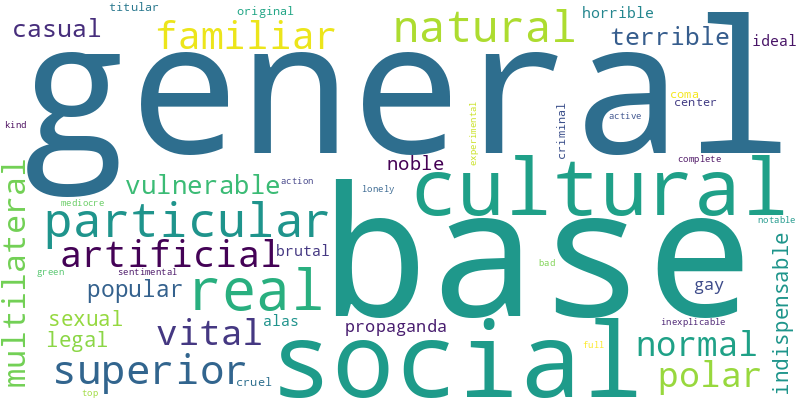 titular
original
horrible
casual
familiar
natural
terrible
ideal
general
coma
center
kind
experimental
criminal
active
noble
complete
multilateral
vulnerable
action
lonely
cultural
mediocre
particular
base
notable
artificial
brutal
indispensable
green
sentimental
bad
popular
real
gay
sexual
alas
propaganda
inexplicable
legal
vital
social
full
normal
superior
cruel
polar
top